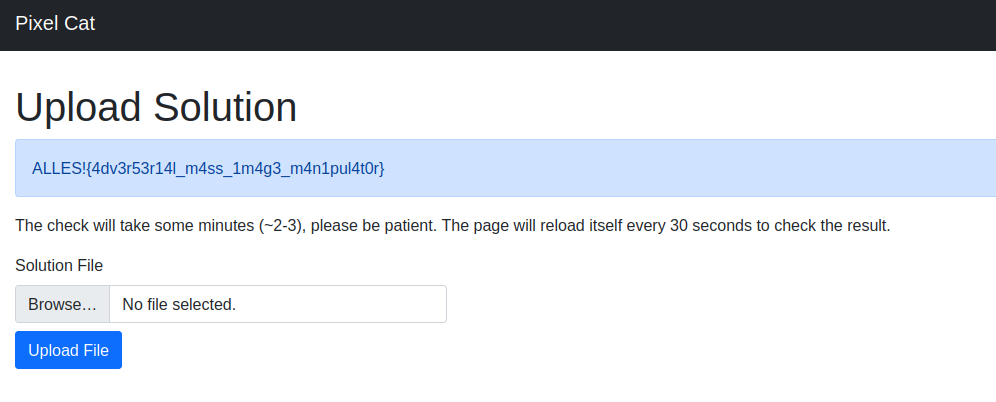 Pixel Cat
Upload Solution
ALLES!{4dv3r53r14l_m4ss_1m4g3_m4n1pul4t0r}
The check will take some minutes (~2-3), please be patient. The page will reload itself every 30 seconds to check the result.
Solution File
Browse… No file selected.
Upload File